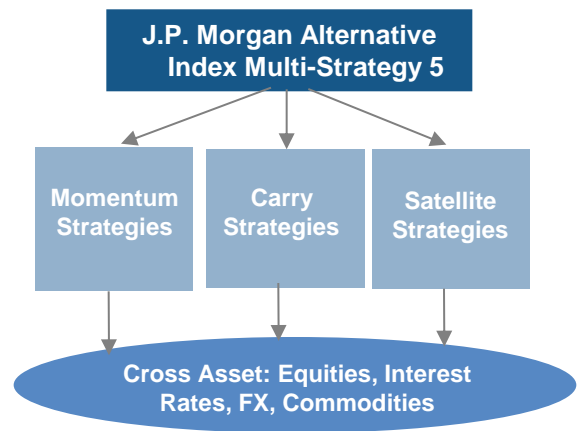 J.P. Morgan Alternative
Index Multi-Strategy 5
Momentum
Strategies
Carry
Strategies
Satellite
Strategies
Cross Asset: Equities, Interest
Rates, FX, Commodities